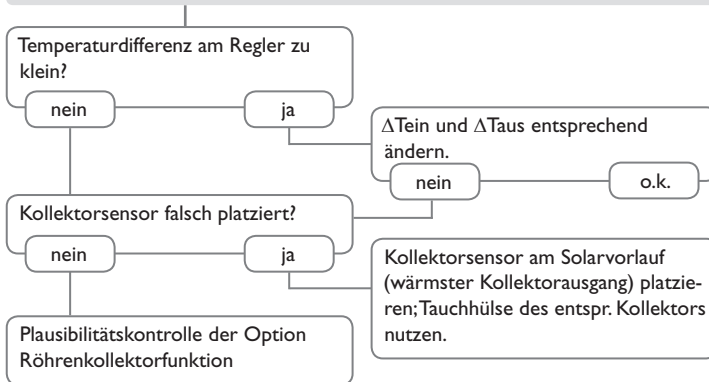 Temperaturdifferenz am Regler zu
klein?
nein
ja
ΔTein und ΔTaus entsprechend
ändern.
nein
o.k.
Kollektorsensor falsch platziert?
nein
ja
Kollektorsensor am Solarvorlauf
(wärmster Kollektorausgang) platzie-
ren; Tauchhülse des entspr. Kollektors
nutzen.
Plausibilitätskontrolle der Option
Röhrenkollektorfunktion